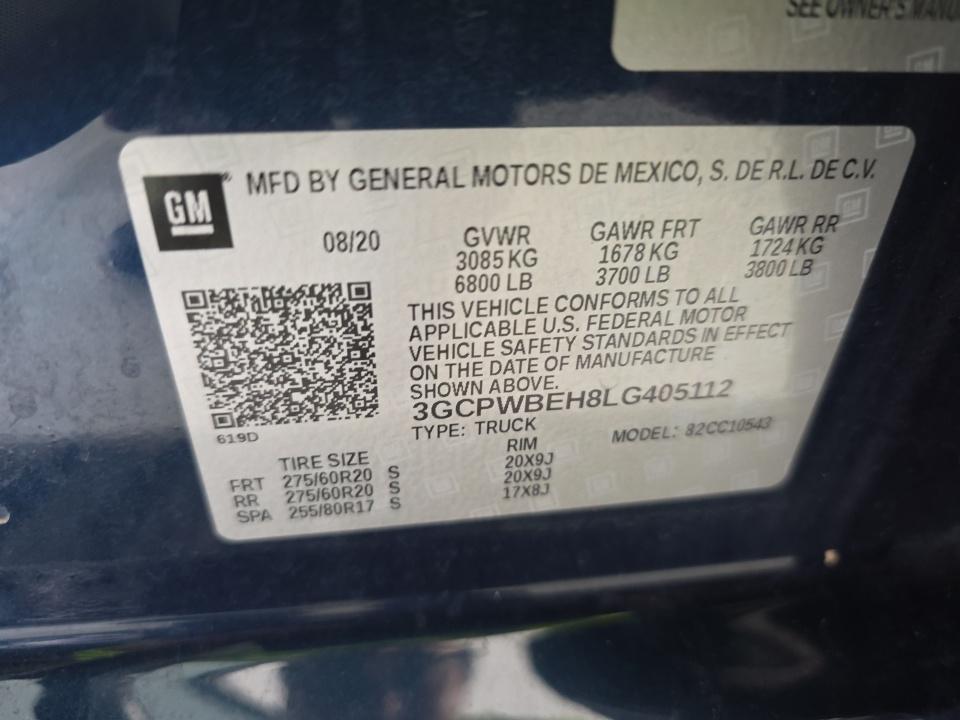 SEE OWNER'S MANU
GM
MFD BY GENERAL MOTORS DE MEXICO, S. DE R.L. DE C.V.
08/20
GVWR
3085 KG
6800 LB
GAWR FRT
1678 KG
3700 LB
GAWR RR
1724 KG
3800 LB
THIS VEHICLE CONFORMS TO ALL
APPLICABLE U.S. FEDERAL MOTOR
VEHICLE SAFETY STANDARDS IN EFFECT
ON THE DATE OF MANUFACTURE
SHOWN ABOVE.
3GCPWBEH8LG405112
TYPE: TRUCK
MODEL: 82CC10543
619D
TIRE SIZE RIM
FRT 275/60R20 S 20X9J
RR 275/60R20 S 20X9J
SPA 255/80R17 S 17X8J